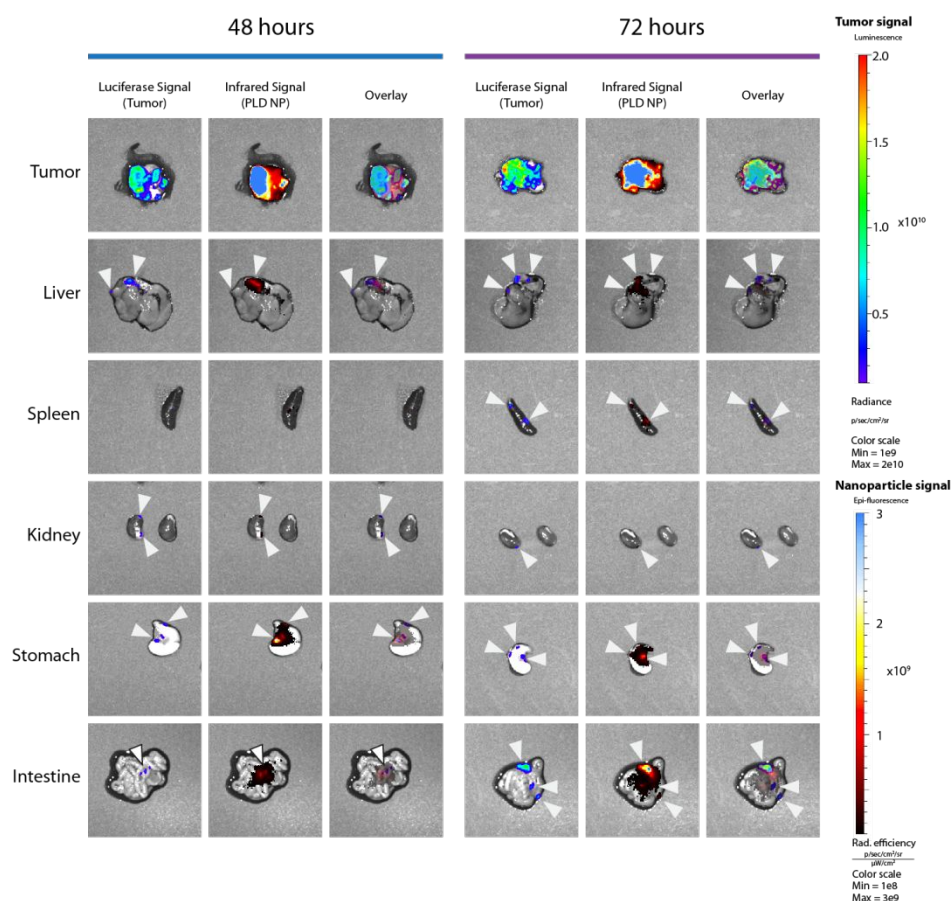 48 hours
72 hours
Luciferase Signal
(Tumor)
Infrared Signal
(PLD NP)
Overlay
Luciferase Signal
(Tumor)
Infrared Signal
(PLD NP)
Overlay
Tumor
Liver
Spleen
Kidney
Stomach
Intestine
Tumor signal
Luminescence
2.0
1.5
1.0
x10¹⁰
0.5
Radiance
p/sec/cm²/sr
Color scale
Min = 1e9
Max = 2e10
Nanoparticle signal
Epi-fluorescence
3
2
x10⁹
1
Rad. efficiency
p/sec/cm²/sr
µW/cm²
Color scale
Min = 1e8
Max = 3e9